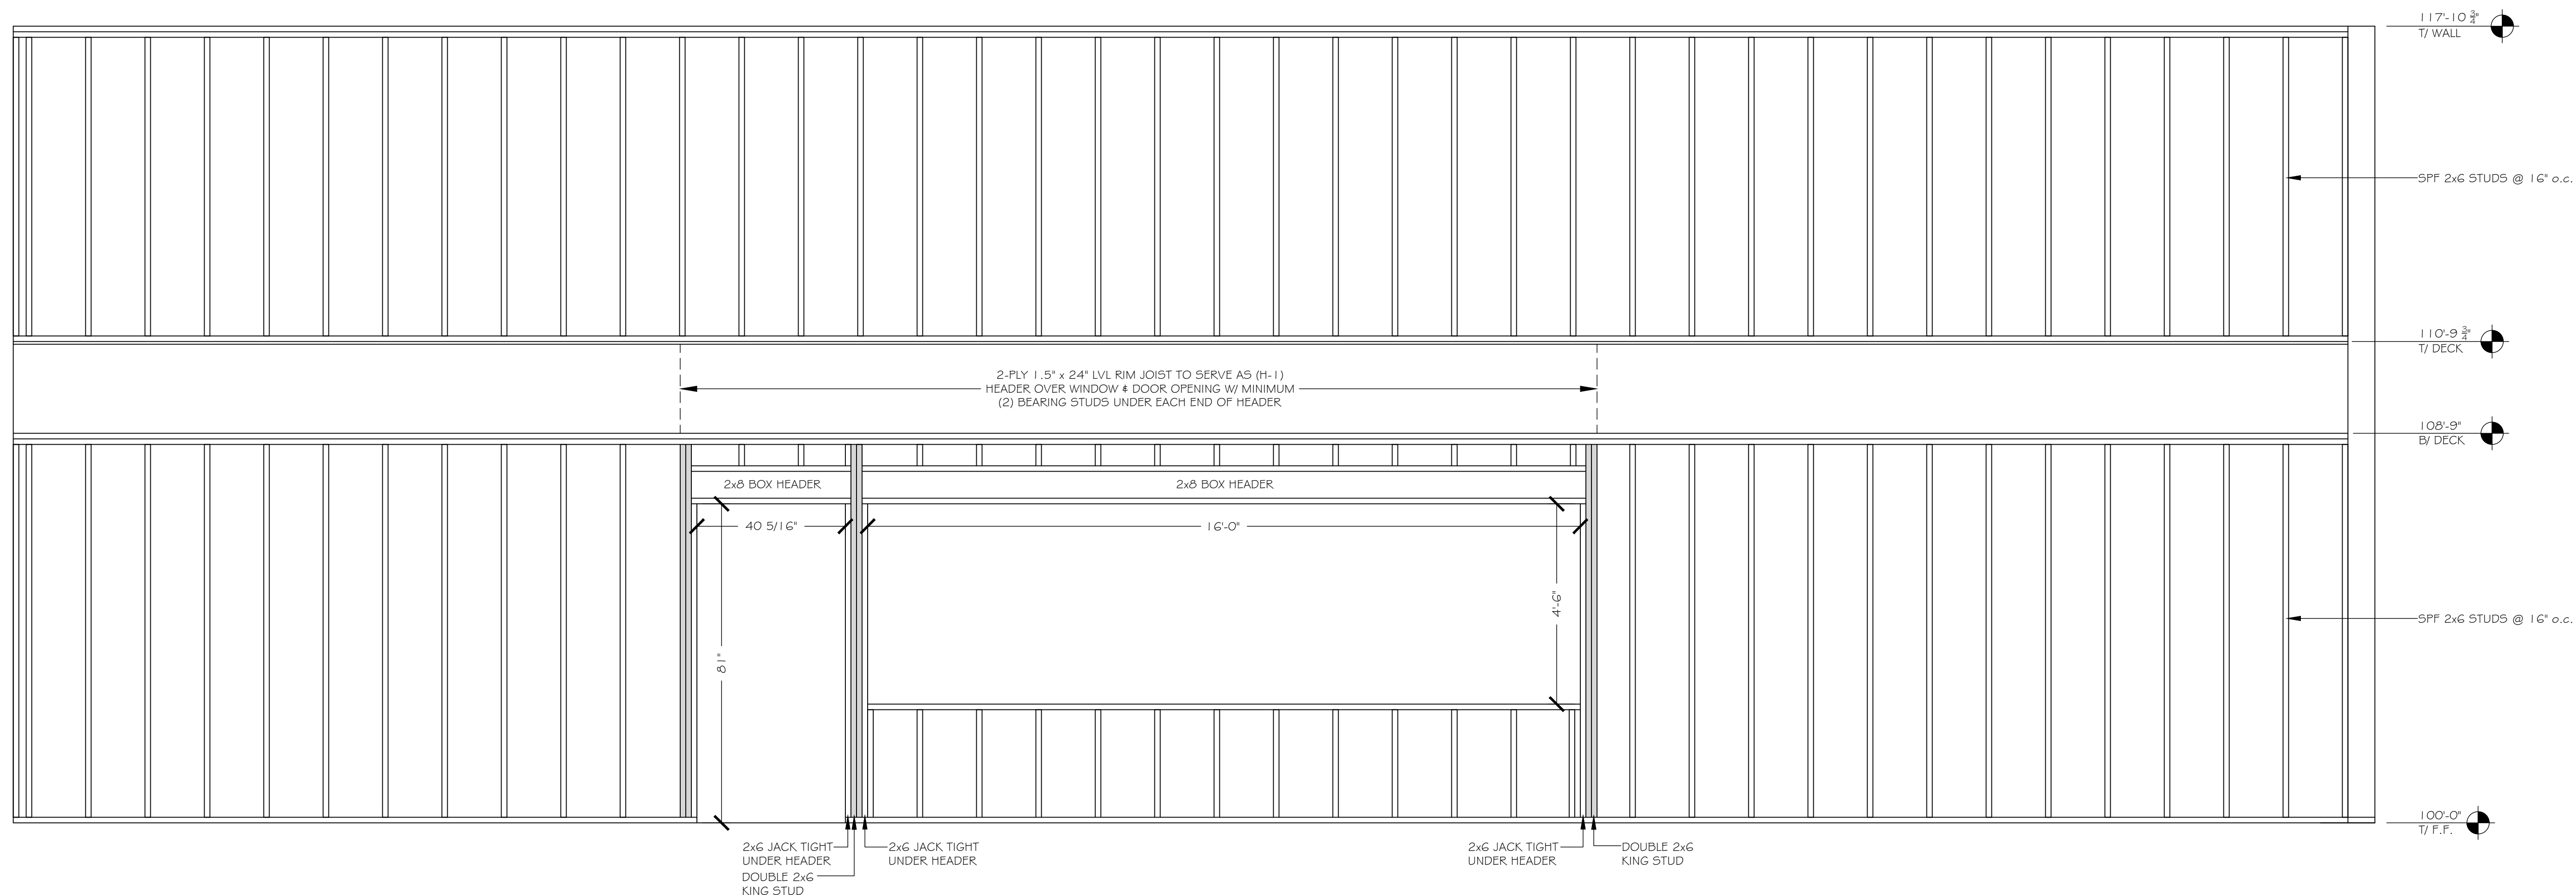 117'-10 3/4"
T/ WALL
SPF 2x6 STUDS @ 16" o.c.
110'-9 3/4"
T/ DECK
2-PLY 1.5" x 24" LVL RIM JOIST TO SERVE AS (H-1)
HEADER OVER WINDOW & DOOR OPENING W/ MINIMUM
(2) BEARING STUDS UNDER EACH END OF HEADER
108'-9"
B/ DECK
2x8 BOX HEADER
2x8 BOX HEADER
40 5/16"
16'-0"
4'-6"
81"
SPF 2x6 STUDS @ 16" o.c.
100'-0"
T/ F.F.
2x6 JACK TIGHT
UNDER HEADER
DOUBLE 2x6
KING STUD
2x6 JACK TIGHT
UNDER HEADER
2x6 JACK TIGHT
UNDER HEADER
DOUBLE 2x6
KING STUD